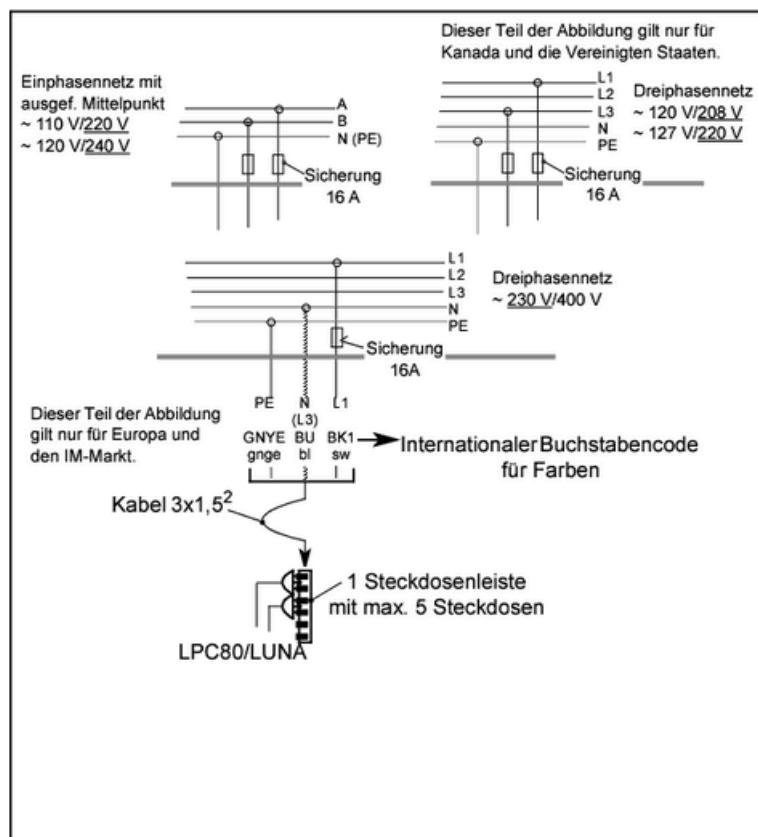 Dieser Teil der Abbildung gilt nur für
Kanada und die Vereinigten Staaten.
Einphasennetz mit
ausgef. Mittelpunkt
~ 110 V/220 V
~ 120 V/240 V
A
B
N (PE)
Sicherung
16 A
L1
L2
L3
N
PE
Dreiphasennetz
~ 120 V/208 V
~ 127 V/220 V
Sicherung
16 A
L1
L2
L3
N
PE
Dreiphasennetz
~ 230 V/400 V
Sicherung
16A
Dieser Teil der Abbildung
gilt nur für Europa und
den IM-Markt.
PE N L1
(L3)
GNYE BU BK1
gnge bl sw
Internationaler Buchstabencode
für Farben
Kabel 3x1,5²
1 Steckdosenleiste
mit max. 5 Steckdosen
LPC80/LUNA